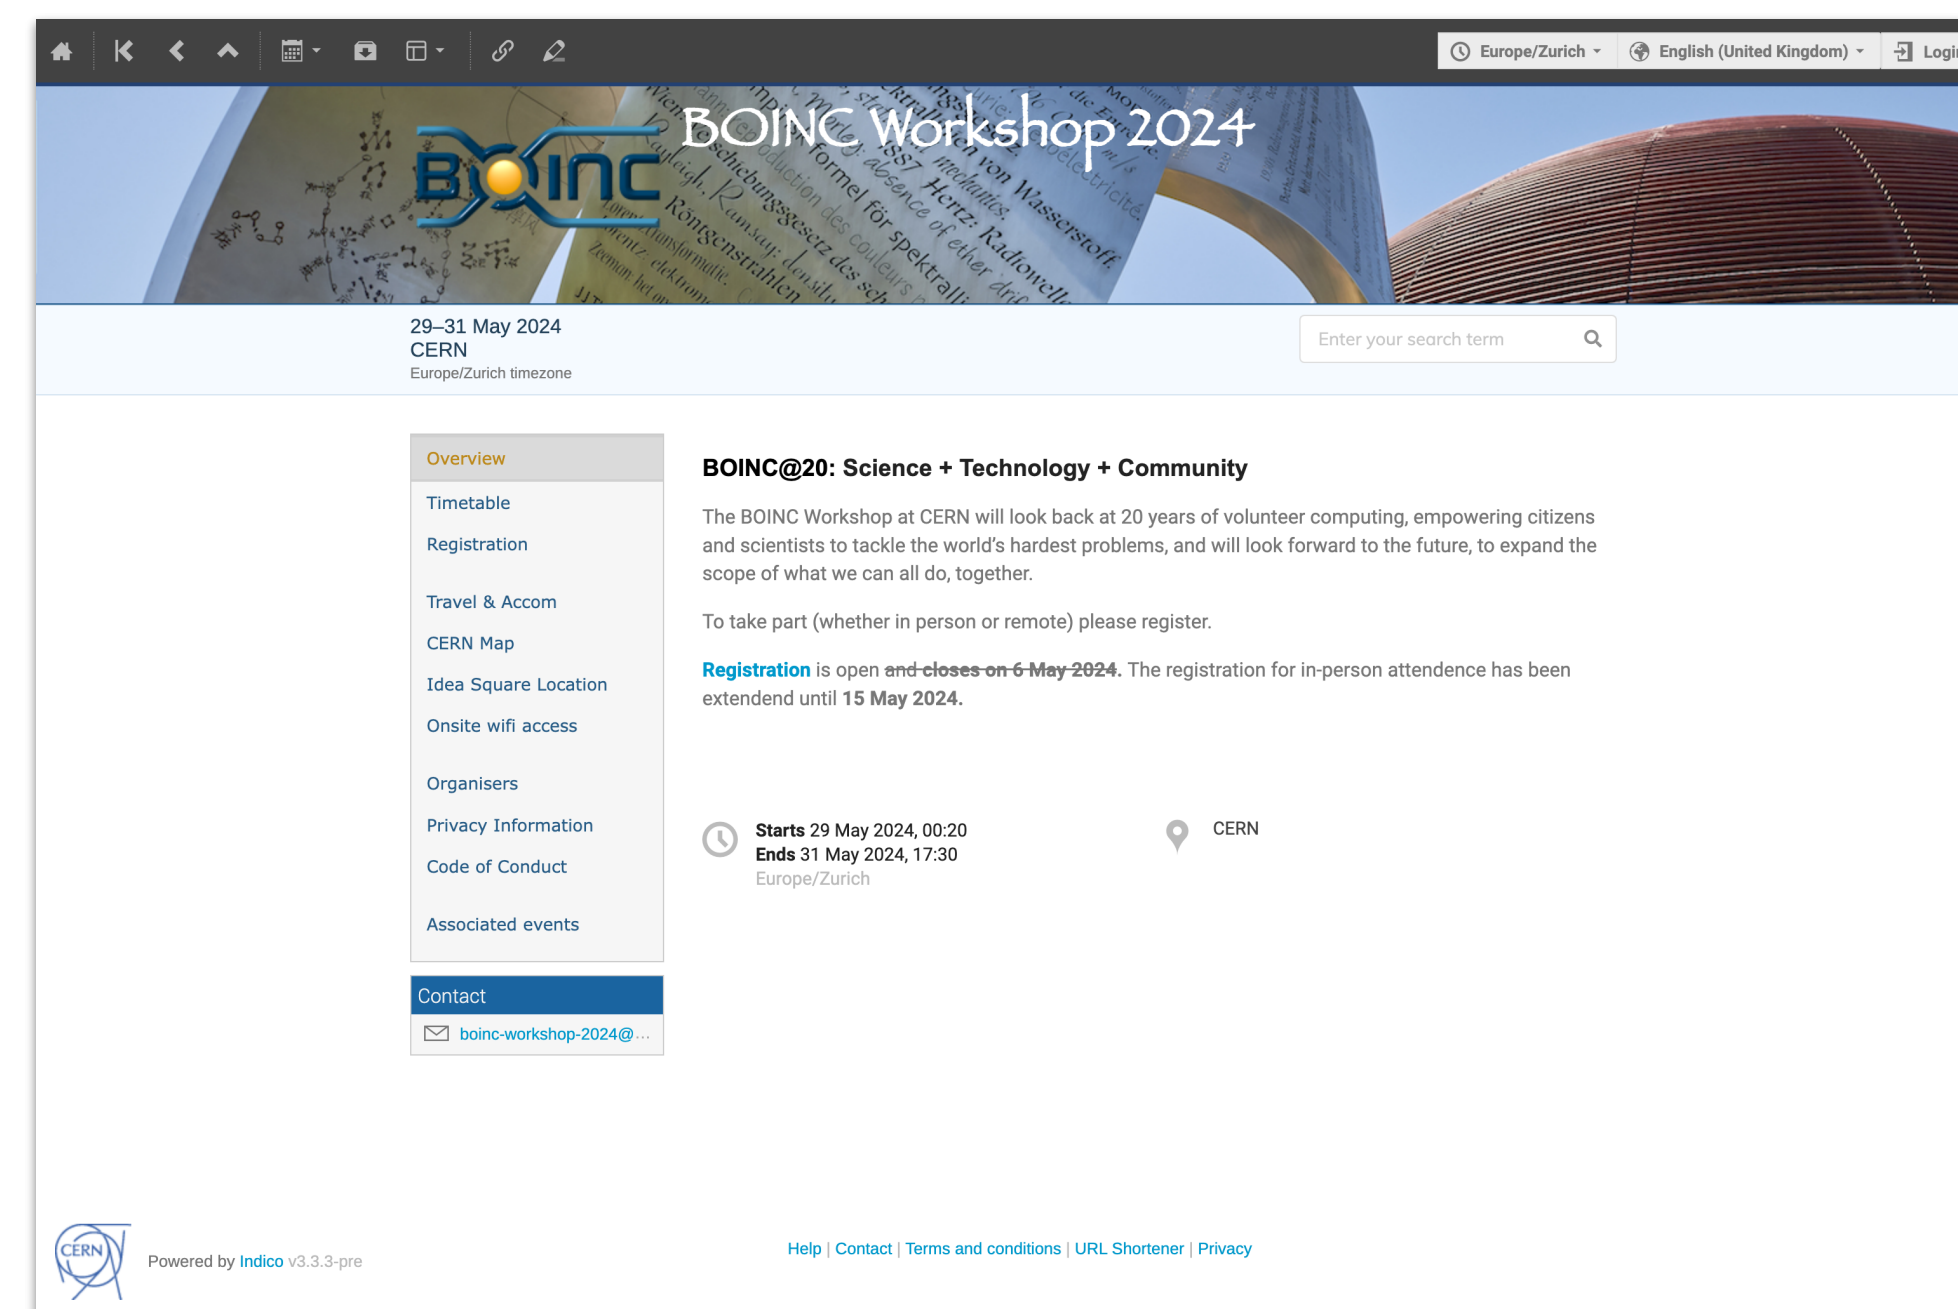 Europe/Zurich
English (United Kingdom)
BOINC Workshop 2024
BOINC
29–31 May 2024
CERN
Europe/Zurich timezone
Enter your search term
Overview
Timetable
Registration
Travel & Accom
CERN Map
Idea Square Location
Onsite wifi access
Organisers
Privacy Information
Code of Conduct
Associated events
Contact
boinc-workshop-2024@...
BOINC@20: Science + Technology + Community
The BOINC Workshop at CERN will look back at 20 years of volunteer computing, empowering citizens
and scientists to tackle the world's hardest problems, and will look forward to the future, to expand the
scope of what we can all do, together.
To take part (whether in person or remote) please register.
Registration is open and closes on 6 May 2024. The registration for in-person attendence has been
extendend until 15 May 2024.
Starts 29 May 2024, 00:20
Ends 31 May 2024, 17:30
Europe/Zurich
CERN
CERN
Powered by Indico v3.3.3-pre
Help | Contact | Terms and conditions | URL Shortener | Privacy